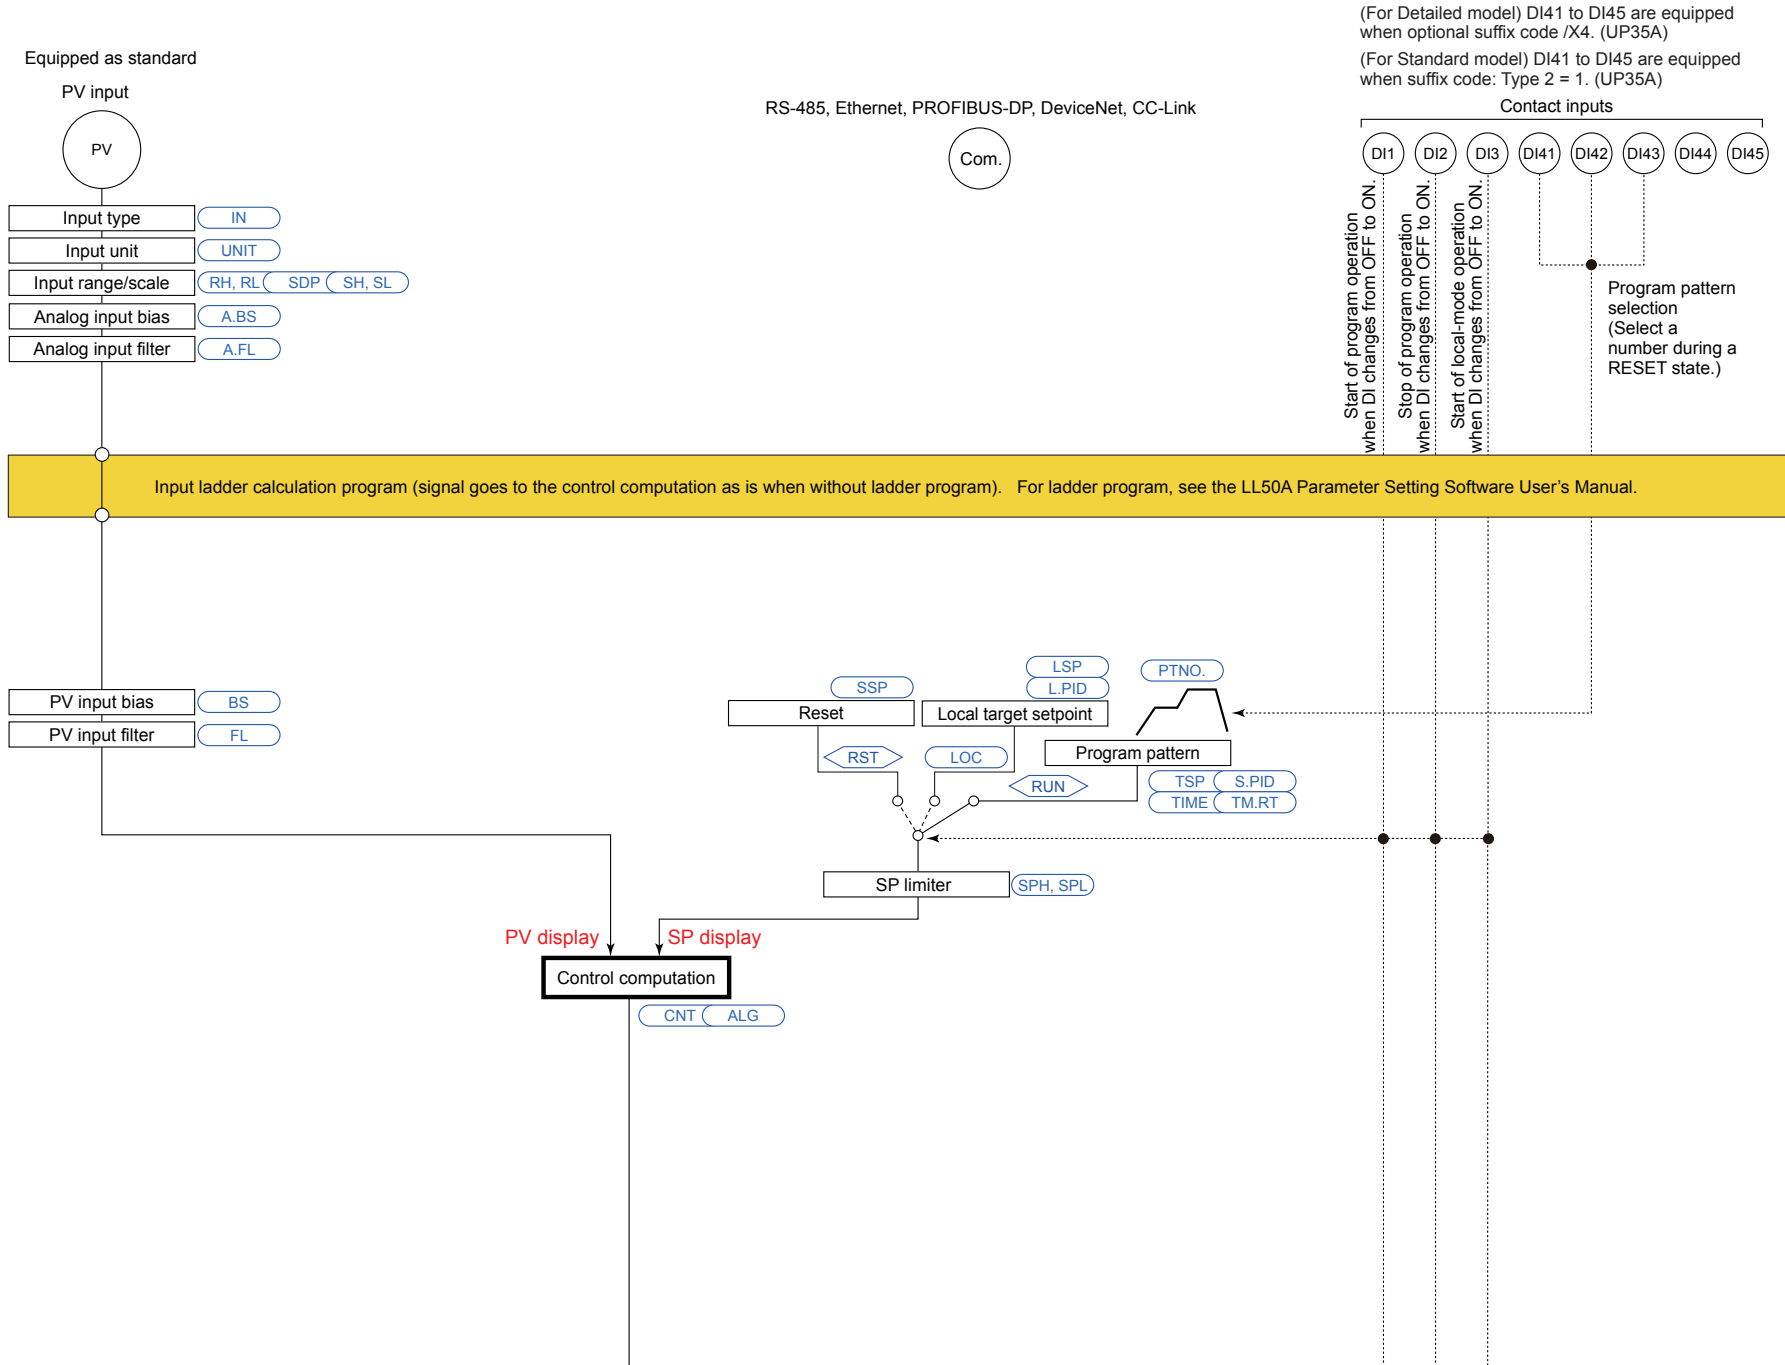 (For Detailed model) DI41 to DI45 are equipped
when optional suffix code /X4. (UP35A)
(For Standard model) DI41 to DI45 are equipped
when suffix code: Type 2 = 1. (UP35A)
Equipped as standard
PV input
PV
RS-485, Ethernet, PROFIBUS-DP, DeviceNet, CC-Link
Com.
Contact inputs
DI1
DI2
DI3
DI41
DI42
DI43
DI44
DI45
Start of program operation
when DI changes from OFF to ON.
Stop of program operation
when DI changes from OFF to ON.
Start of local-mode operation
when DI changes from OFF to ON.
Program pattern
selection
(Select a
number during a
RESET state.)
Input type
IN
Input unit
UNIT
Input range/scale
RH, RL
SDP
SH, SL
Analog input bias
A.BS
Analog input filter
A.FL
Input ladder calculation program (signal goes to the control computation as is when without ladder program).   For ladder program, see the LL50A Parameter Setting Software User’s Manual.
PV input bias
BS
PV input filter
FL
SSP
Reset
RST
LSP
L.PID
Local target setpoint
LOC
PTNO.
Program pattern
RUN
TSP
S.PID
TIME
TM.RT
SP limiter
SPH, SPL
PV display
SP display
Control computation
CNT
ALG